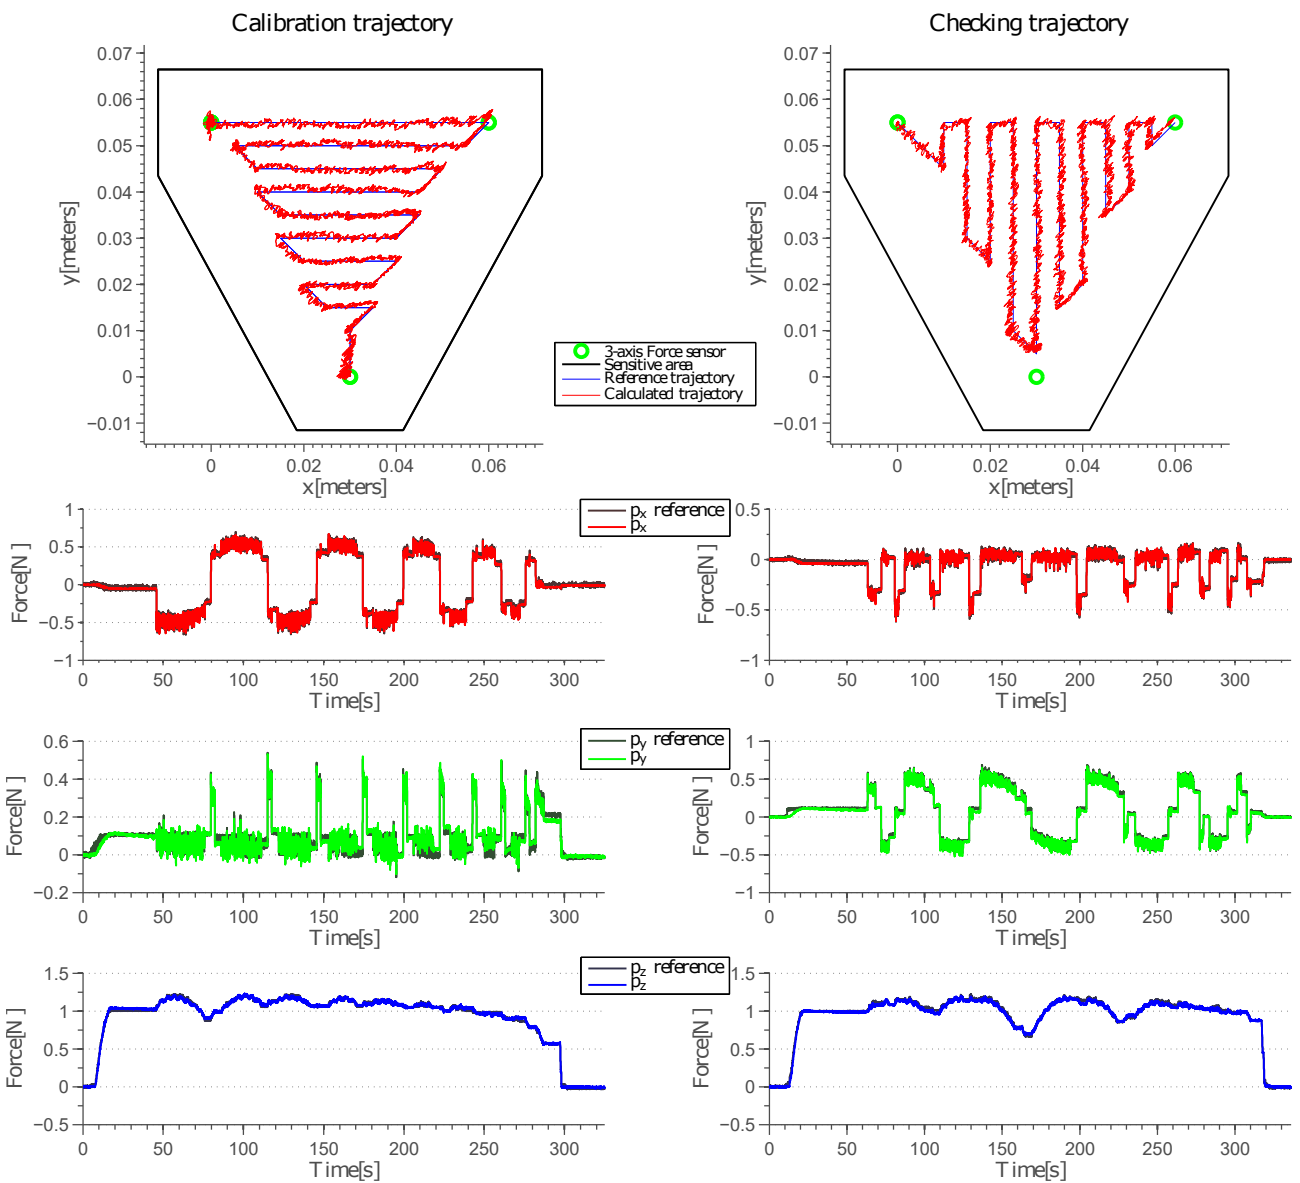 Calibration trajectory
Checking trajectory
0.07
0.06
0.05
0.04
0.03
0.02
0.01
0
−0.01
y[meters]
0
0.02
0.04
0.06
x[meters]
0.07
0.06
0.05
0.04
0.03
0.02
0.01
0
−0.01
y[meters]
0
0.02
0.04
0.06
x[meters]
3-axis Force sensor
Sensitive area
Reference trajectory
Calculated trajectory
1
0.5
0
−0.5
−1
Force[N]
0 50 100 150 200 250 300
Time[s]
px reference
px
0.5
0
−0.5
−1
Force[N]
0 50 100 150 200 250 300
Time[s]
0.6
0.4
0.2
0
−0.2
Force[N]
0 50 100 150 200 250 300
Time[s]
py reference
py
1
0.5
0
−0.5
−1
Force[N]
0 50 100 150 200 250 300
Time[s]
1.5
1
0.5
0
−0.5
Force[N]
0 50 100 150 200 250 300
Time[s]
pz reference
pz
1.5
1
0.5
0
−0.5
Force[N]
0 50 100 150 200 250 300
Time[s]